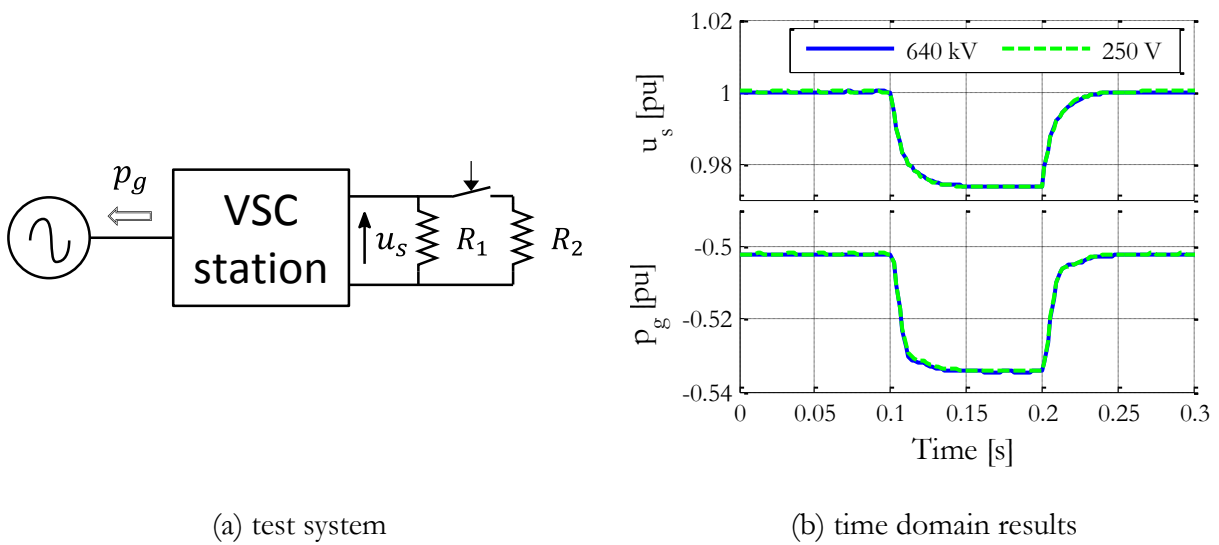 p_g
VSC
station
u_s
R_1
R_2
(a) test system
1.02
1
0.98
u_s [pu]
640 kV
250 V
-0.5
-0.52
-0.54
p_g [pu]
0 0.05 0.1 0.15 0.2 0.25 0.3
Time [s]
(b) time domain results